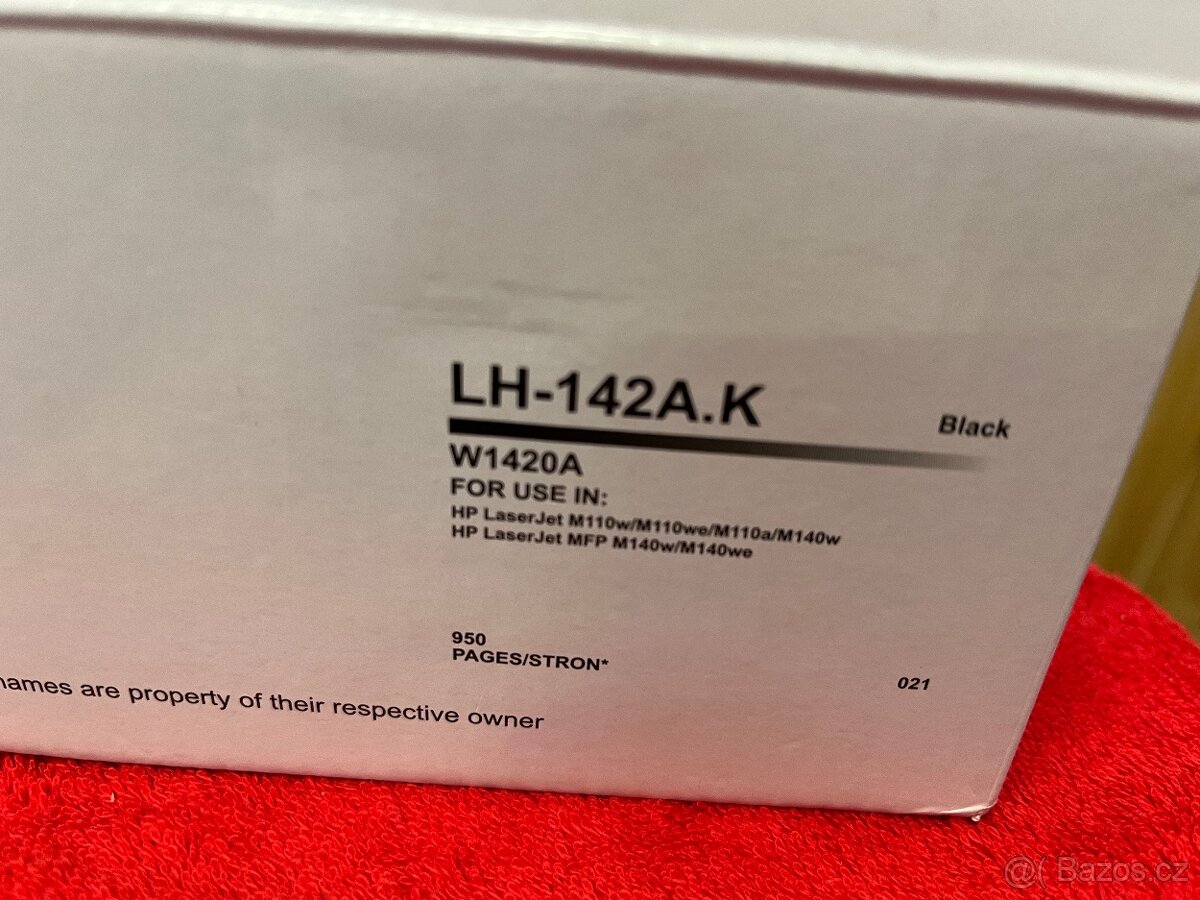 LH-142A.K
Black
W1420A
FOR USE IN:
HP LaserJet M110w/M110we/M110a/M140w
HP LaserJet MFP M140w/M140we
950
PAGES/STRON*
021
names are property of their respective owner
@( Bazos.cz